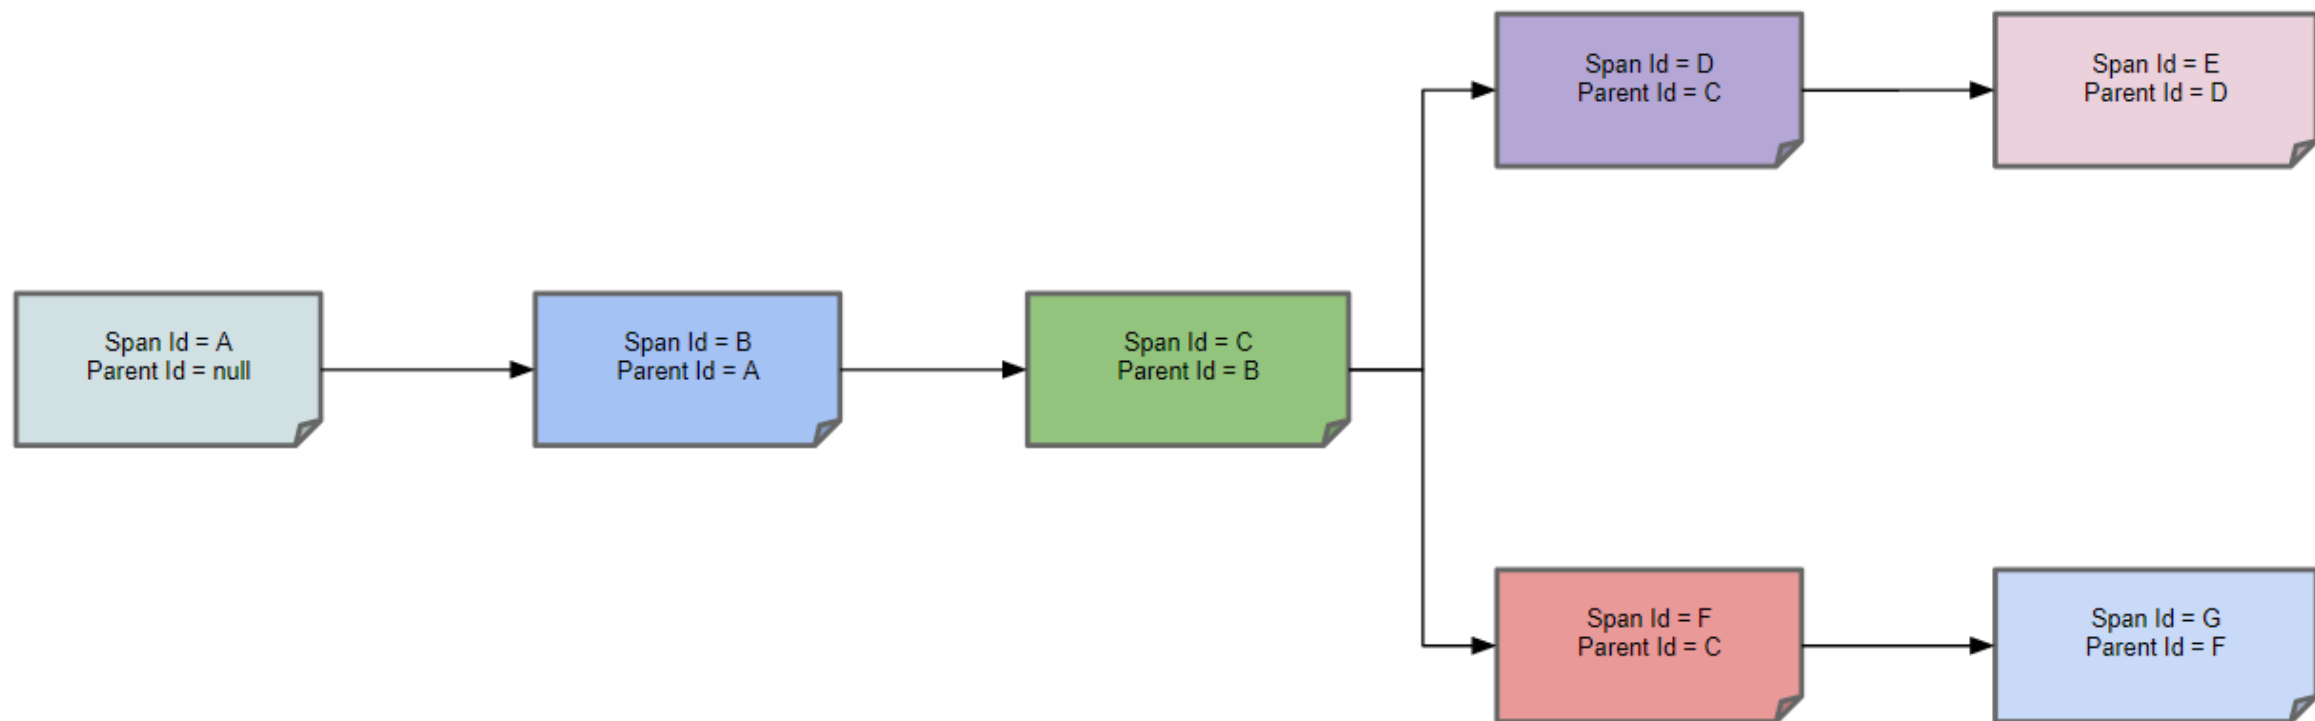 Span Id = D
Parent Id = C
Span Id = E
Parent Id = D
Span Id = A
Parent Id = null
Span Id = B
Parent Id = A
Span Id = C
Parent Id = B
Span Id = F
Parent Id = C
Span Id = G
Parent Id = F